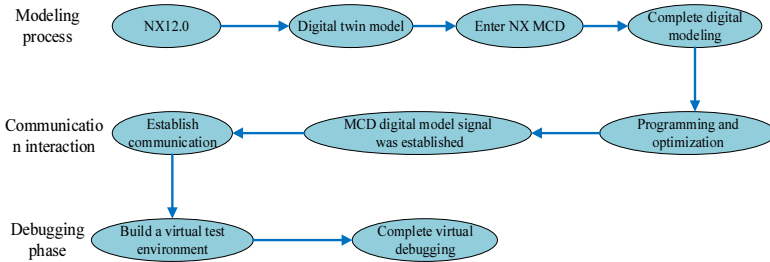 Modeling
process
NX12.0
Digital twin model
Enter NX MCD
Complete digital
modeling
Communicatio
n interaction
Establish
communication
MCD digital model signal
was established
Programming and
optimization
Debugging
phase
Build a virtual test
environment
Complete virtual
debugging